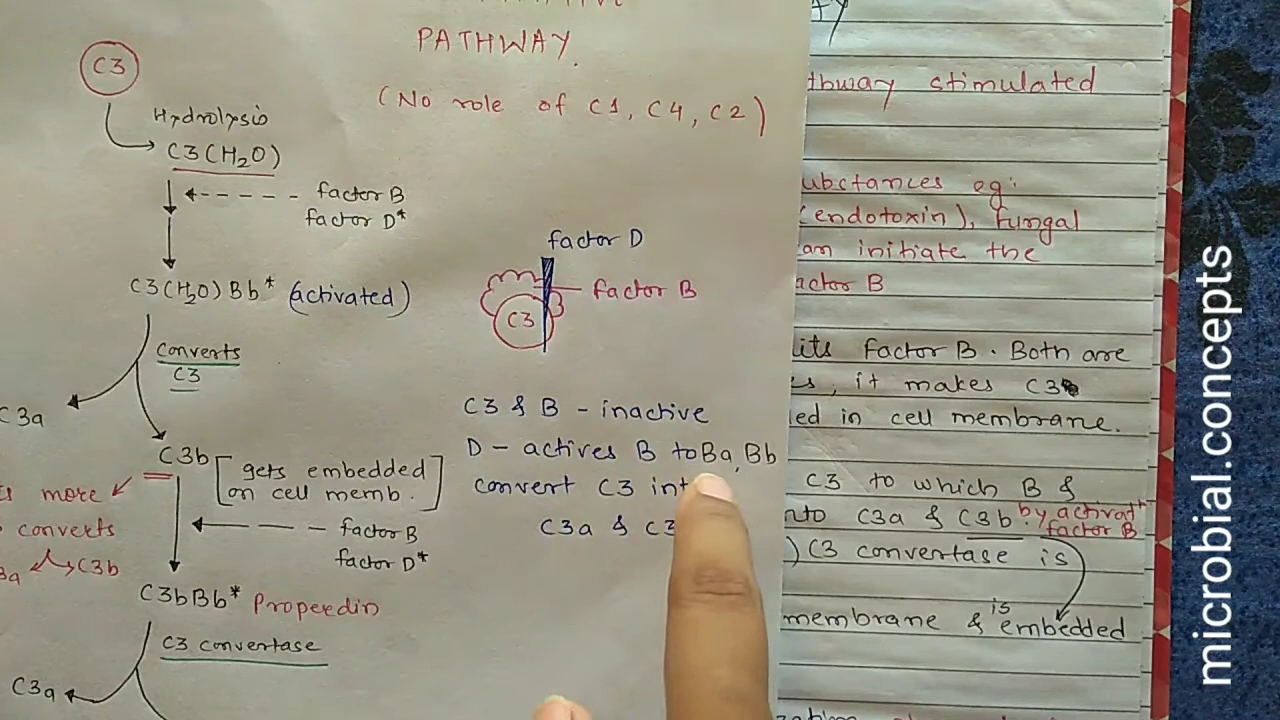 PATHWAY.
(No role of C1, C4, C2)
C3
Hydrolysis
C3(H2O)
factor B
factor D*
C3(H2O)Bb* (activated)
Converts
C3
C3a
C3b [gets embedded
on cell memb.]
more
converts
C3b
factor B
factor D*
C3bBb* Properdin
C3 convertase
C3a
factor D
factor B
C3
C3 & B - inactive
D - actives B to Ba, Bb
convert C3 int
C3a & C3
thway stimulated
ubstances eg:
(endotoxin), fungal
an initiate the
actor B
its factor B. Both are
it makes C3
ed in cell membrane.
C3 to which B &
nto C3a & C3b by activatn
factor B
) C3 convertase is
membrane & is embedded
microbial.concepts